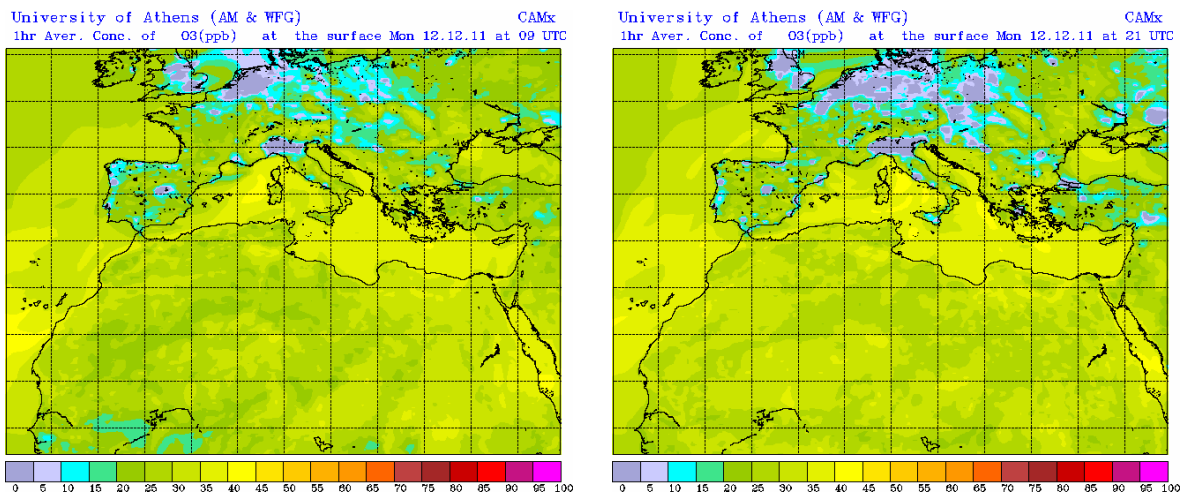 University of Athens (AM & WFG) CAMx
1hr Aver. Conc. of O3(ppb) at the surface Mon 12.12.11 at 09 UTC
GM
0 5 10 15 20 25 30 35 40 45 50 55 60 65 70 75 80 85 90 95 100
University of Athens (AM & WFG) CAMx
1hr Aver. Conc. of O3(ppb) at the surface Mon 12.12.11 at 21 UTC
GM
0 5 10 15 20 25 30 35 40 45 50 55 60 65 70 75 80 85 90 95 100